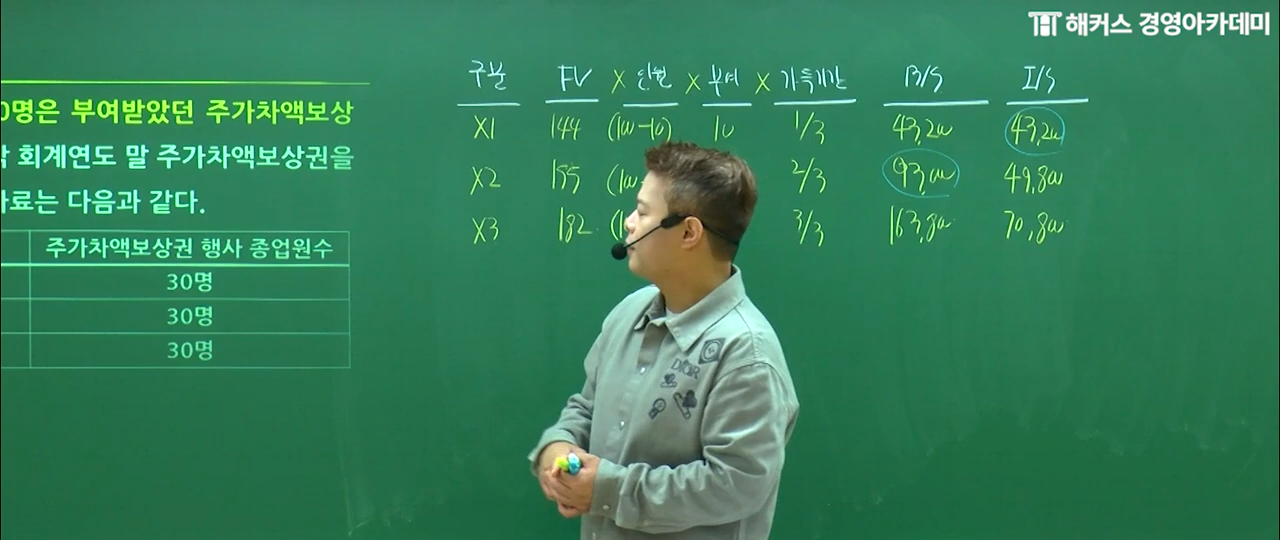 해커스 경영아카데미
0명은 부여받았던 주가차액보상
각 회계연도 말 주가차액보상권을
자료는 다음과 같다.
주가차액보상권 행사 종업원수
30명
30명
30명
구분 FV × 인원 × 부여 × 가득기간 B/S I/S
X1 144 (100-10) 10 1/3 43,200 43,200
X2 155 (100- 2/3 93,000 49,800
X3 182 (1 3/3 163,800 70,800
DIOR